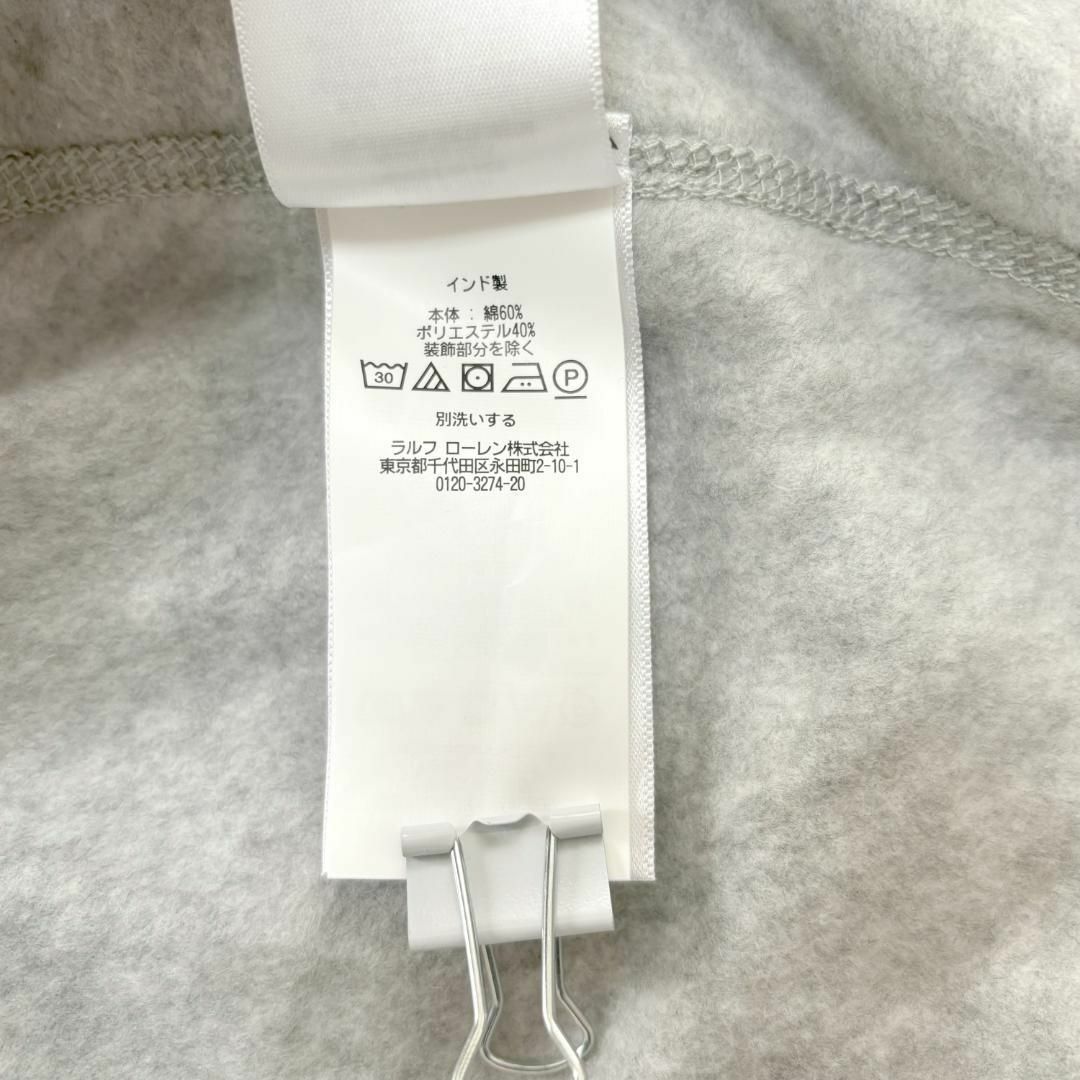 インド製
本体 : 綿60%
ポリエステル40%
装飾部分を除く
30 P
別洗いする
ラルフ ローレン株式会社
東京都千代田区永田町2-10-1
0120-3274-20